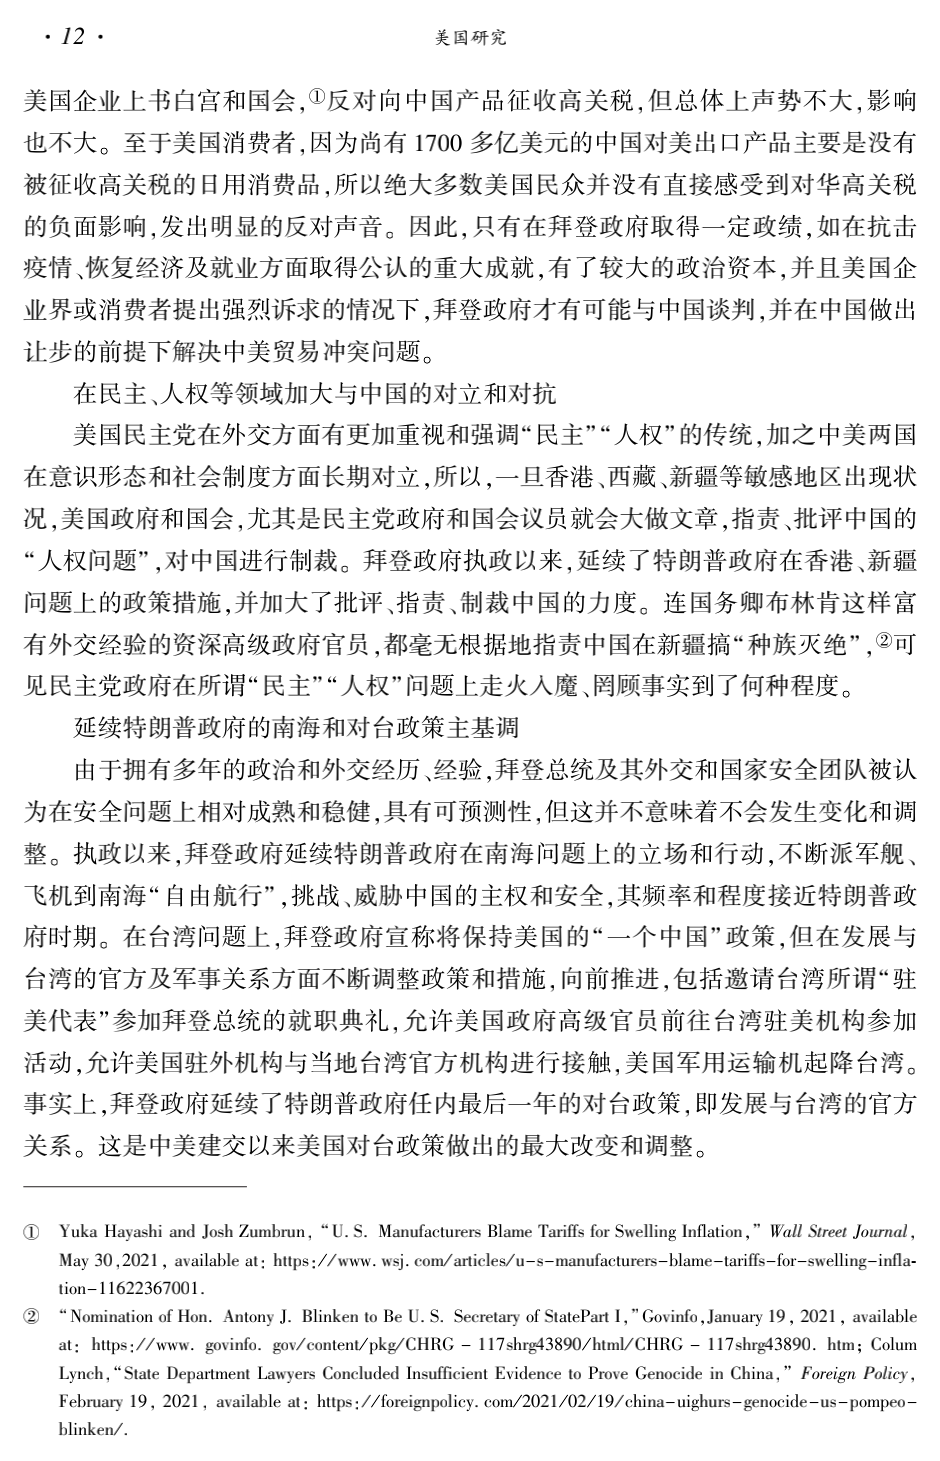 · 12 ·
美国研究
美国企业上书白宫和国会,①反对向中国产品征收高关税,但总体上声势不大,影响
也不大。至于美国消费者,因为尚有 1700 多亿美元的中国对美出口产品主要是没有
被征收高关税的日用消费品,所以绝大多数美国民众并没有直接感受到对华高关税
的负面影响,发出明显的反对声音。因此,只有在拜登政府取得一定政绩,如在抗击
疫情、恢复经济及就业方面取得公认的重大成就,有了较大的政治资本,并且美国企
业界或消费者提出强烈诉求的情况下,拜登政府才有可能与中国谈判,并在中国做出
让步的前提下解决中美贸易冲突问题。
在民主、人权等领域加大与中国的对立和对抗
美国民主党在外交方面有更加重视和强调“民主”“人权”的传统,加之中美两国
在意识形态和社会制度方面长期对立,所以,一旦香港、西藏、新疆等敏感地区出现状
况,美国政府和国会,尤其是民主党政府和国会议员就会大做文章,指责、批评中国的
“人权问题”,对中国进行制裁。拜登政府执政以来,延续了特朗普政府在香港、新疆
问题上的政策措施,并加大了批评、指责、制裁中国的力度。连国务卿布林肯这样富
有外交经验的资深高级政府官员,都毫无根据地指责中国在新疆搞“种族灭绝”,②可
见民主党政府在所谓“民主”“人权”问题上走火入魔、罔顾事实到了何种程度。
延续特朗普政府的南海和对台政策主基调
由于拥有多年的政治和外交经历、经验,拜登总统及其外交和国家安全团队被认
为在安全问题上相对成熟和稳健,具有可预测性,但这并不意味着不会发生变化和调
整。执政以来,拜登政府延续特朗普政府在南海问题上的立场和行动,不断派军舰、
飞机到南海“自由航行”,挑战、威胁中国的主权和安全,其频率和程度接近特朗普政
府时期。在台湾问题上,拜登政府宣称将保持美国的“一个中国”政策,但在发展与
台湾的官方及军事关系方面不断调整政策和措施,向前推进,包括邀请台湾所谓“驻
美代表”参加拜登总统的就职典礼,允许美国政府高级官员前往台湾驻美机构参加
活动,允许美国驻外机构与当地台湾官方机构进行接触,美国军用运输机起降台湾。
事实上,拜登政府延续了特朗普政府任内最后一年的对台政策,即发展与台湾的官方
关系。这是中美建交以来美国对台政策做出的最大改变和调整。
① Yuka Hayashi and Josh Zumbrun, “U. S. Manufacturers Blame Tariffs for Swelling Inflation,” Wall Street Journal,
May 30,2021, available at: https://www. wsj. com/articles/u-s-manufacturers-blame-tariffs-for-swelling-infla-
tion-11622367001.
② “Nomination of Hon. Antony J. Blinken to Be U. S. Secretary of StatePart I,”Govinfo,January 19, 2021, available
at: https://www. govinfo. gov/content/pkg/CHRG - 117shrg43890/html/CHRG - 117shrg43890. htm; Colum
Lynch,“State Department Lawyers Concluded Insufficient Evidence to Prove Genocide in China,” Foreign Policy,
February 19, 2021, available at: https://foreignpolicy. com/2021/02/19/china-uighurs-genocide-us-pompeo-
blinken/.